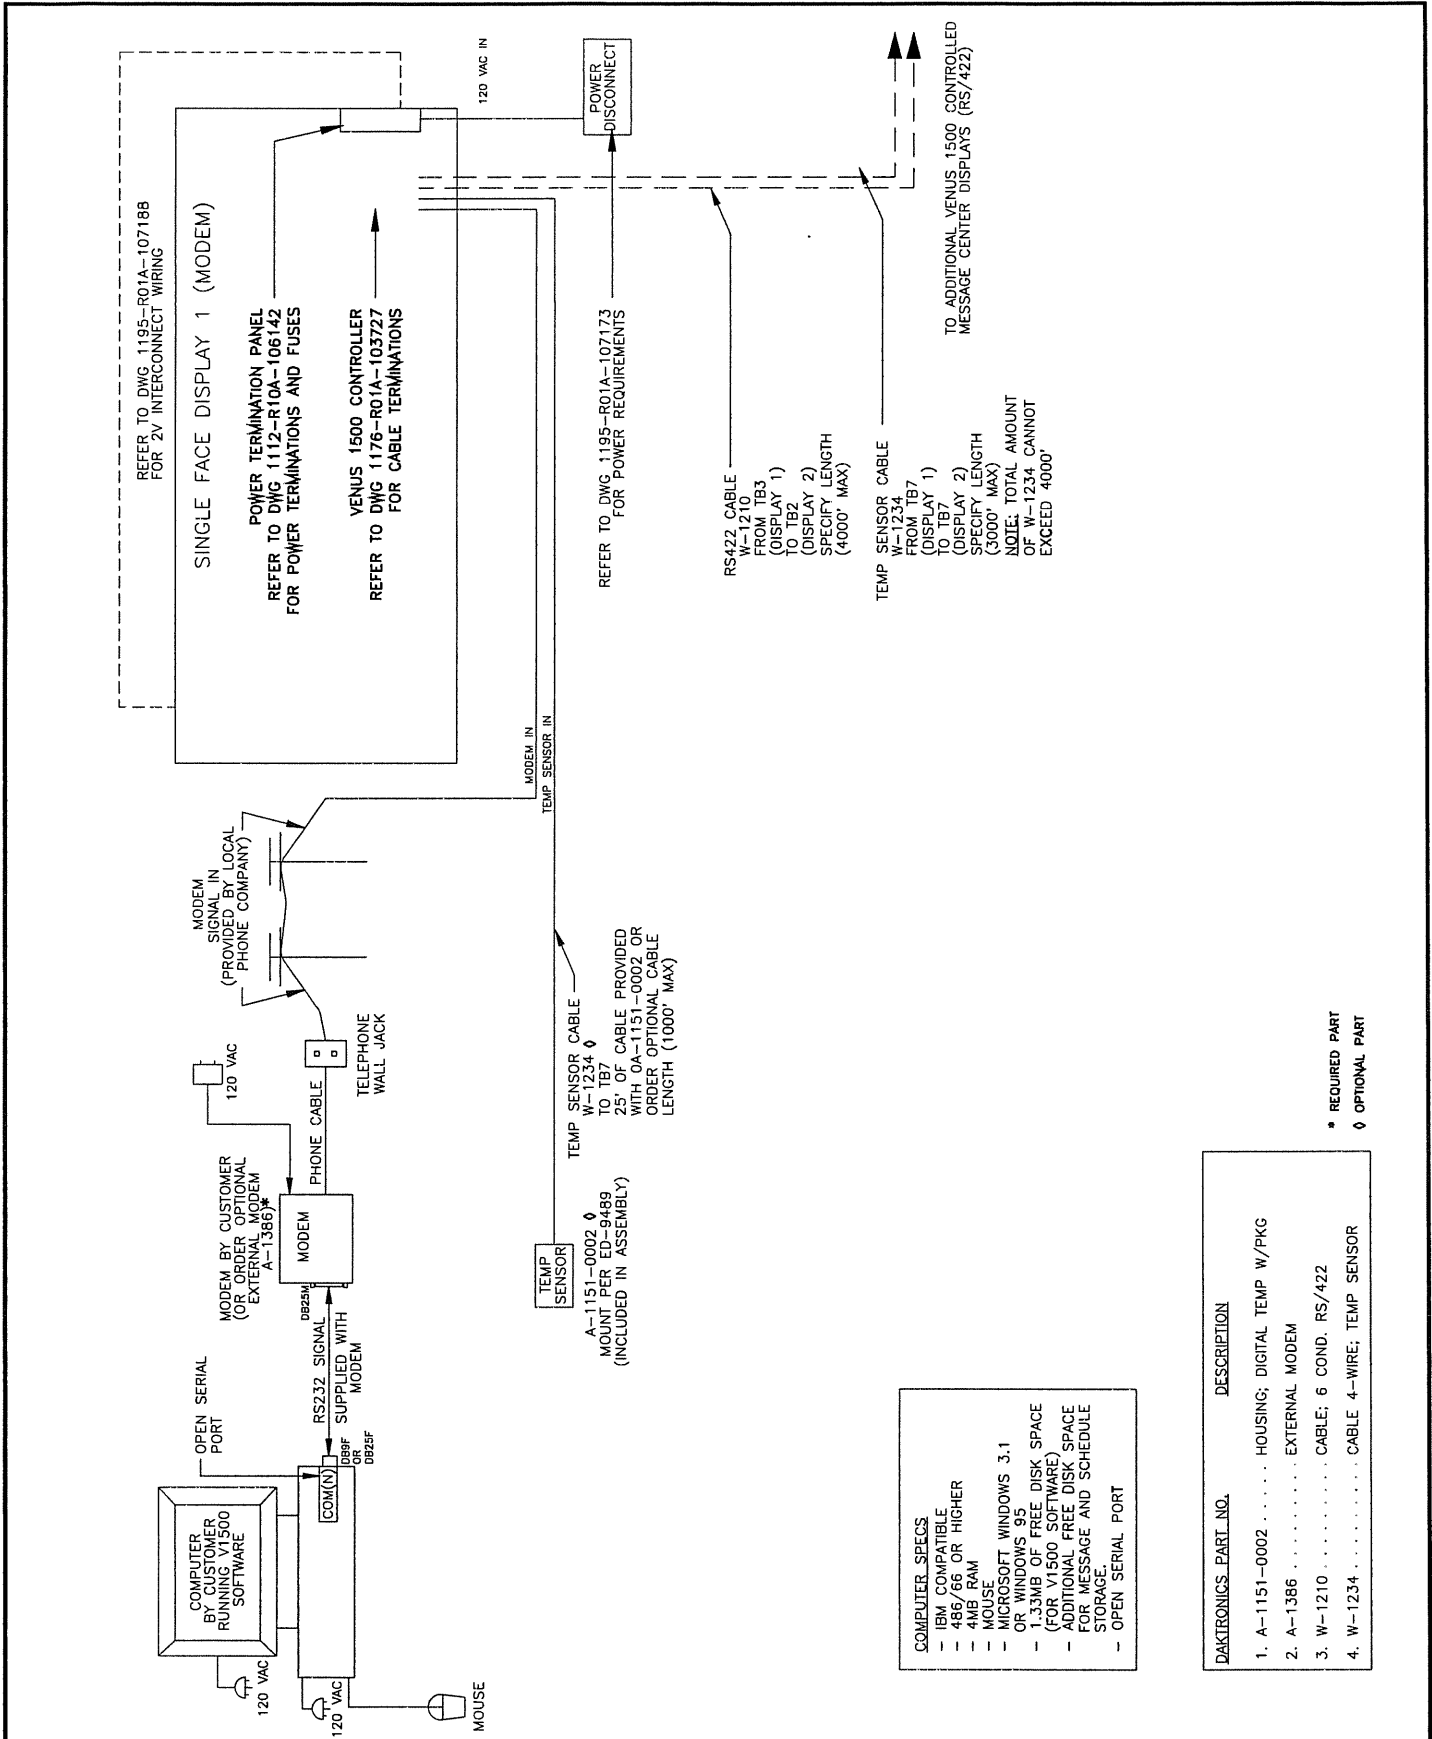 REFER TO DWG 1195-R01A-107188
FOR 2V INTERCONNECT WIRING
SINGLE FACE DISPLAY 1 (MODEM)
POWER TERMINATION PANEL
REFER TO DWG 1112-R10A-106142
FOR POWER TERMINATIONS AND FUSES
VENUS 1500 CONTROLLER
REFER TO DWG 1176-R01A-103727
FOR CABLE TERMINATIONS
120 VAC IN
POWER
DISCONNECT
REFER TO DWG 1195-R01A-107173
FOR POWER REQUIREMENTS
MODEM IN
TEMP SENSOR IN
RS422 CABLE
W-1210
FROM TB3
(DISPLAY 1)
TO TB2
(DISPLAY 2)
SPECIFY LENGTH
(4000' MAX)
TEMP SENSOR CABLE
W-1234
FROM TB7
(DISPLAY 1)
TO TB7
(DISPLAY 2)
SPECIFY LENGTH
(3000' MAX)
NOTE: TOTAL AMOUNT
OF W-1234 CANNOT
EXCEED 4000'
TO ADDITIONAL VENUS 1500 CONTROLLED
MESSAGE CENTER DISPLAYS (RS/422)
COMPUTER
BY CUSTOMER
RUNNING V1500
SOFTWARE
120 VAC
120 VAC
MOUSE
OPEN SERIAL
PORT
COM(N)
DB9F
OR
DB25F
RS232 SIGNAL
SUPPLIED WITH
MODEM
DB25M
MODEM BY CUSTOMER
(OR ORDER OPTIONAL
EXTERNAL MODEM
A-1386)*
MODEM
120 VAC
PHONE CABLE
TELEPHONE
WALL JACK
MODEM
SIGNAL IN
(PROVIDED BY LOCAL
PHONE COMPANY)
TEMP
SENSOR
A-1151-0002 ◊
MOUNT PER ED-9489
(INCLUDED IN ASSEMBLY)
TEMP SENSOR CABLE
W-1234 ◊
TO TB7
25' OF CABLE PROVIDED
WITH 0A-1151-0002 OR
ORDER OPTIONAL CABLE
LENGTH (1000' MAX)
COMPUTER SPECS
- IBM COMPATIBLE
- 486/66 OR HIGHER
- 4MB RAM
- MOUSE
- MICROSOFT WINDOWS 3.1
OR WINDOWS 95
- 1.33MB OF FREE DISK SPACE
(FOR V1500 SOFTWARE)
- ADDITIONAL FREE DISK SPACE
FOR MESSAGE AND SCHEDULE
STORAGE.
- OPEN SERIAL PORT
DAKTRONICS PART NO. DESCRIPTION
1. A-1151-0002 . . . . . HOUSING; DIGITAL TEMP W/PKG
2. A-1386 . . . . . . . . . EXTERNAL MODEM
3. W-1210 . . . . . . . . . CABLE; 6 COND. RS/422
4. W-1234 . . . . . . . . . CABLE 4-WIRE; TEMP SENSOR
* REQUIRED PART
◊ OPTIONAL PART